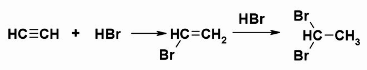 HBr Br
HC≡CH + HBr HC=CH₂ HC-CH₃
Br Br